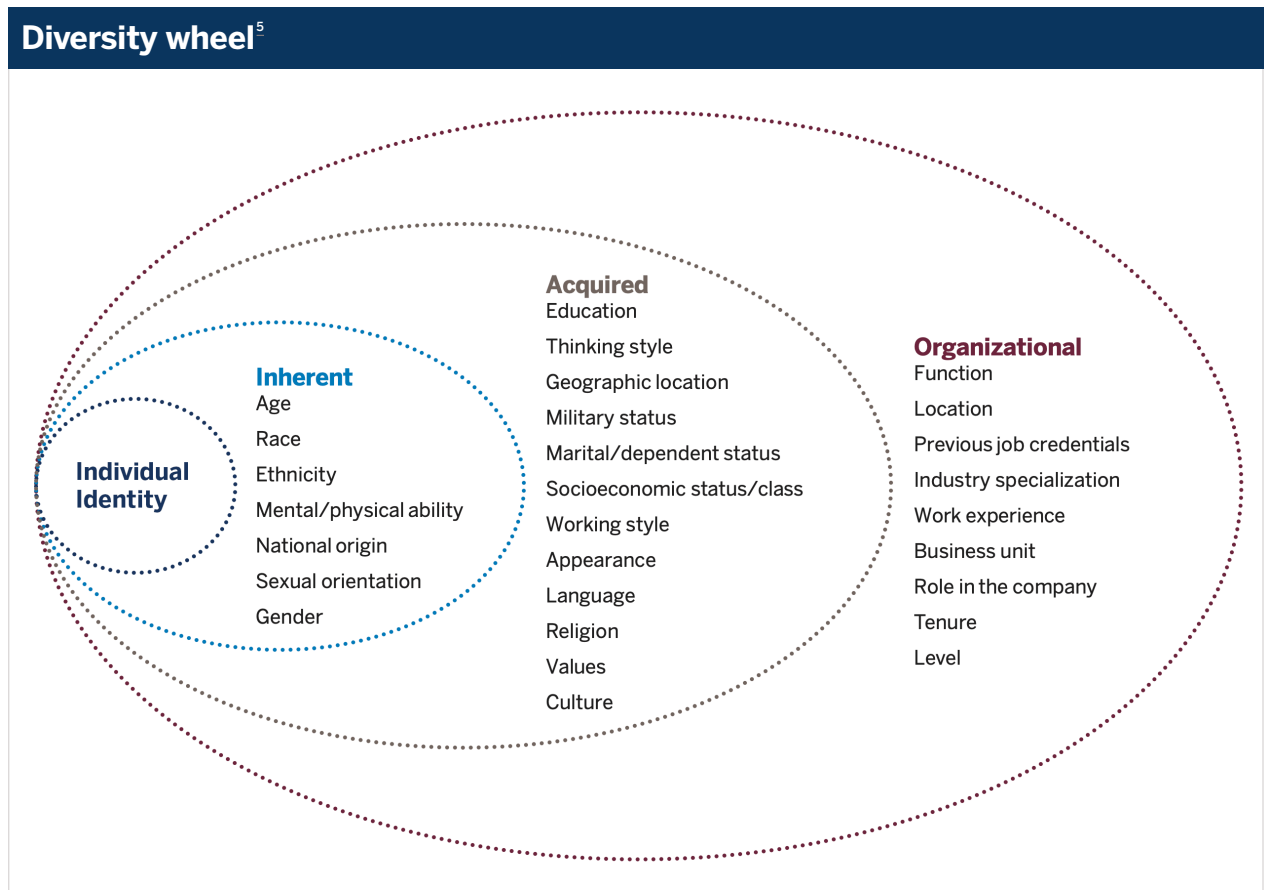 Diversity wheel5
Individual
Identity
Inherent
Age
Race
Ethnicity
Mental/physical ability
National origin
Sexual orientation
Gender
Acquired
Education
Thinking style
Geographic location
Military status
Marital/dependent status
Socioeconomic status/class
Working style
Appearance
Language
Religion
Values
Culture
Organizational
Function
Location
Previous job credentials
Industry specialization
Work experience
Business unit
Role in the company
Tenure
Level